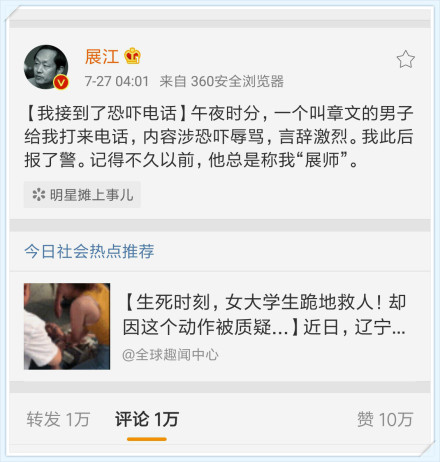 展江
7-27 04:01 来自 360安全浏览器
【我接到了恐吓电话】午夜时分，一个叫章文的男子
给我打来电话，内容涉恐吓辱骂，言辞激烈。我此后
报了警。记得不久以前，他总是称我“展师”。
明星摊上事儿
今日社会热点推荐
【生死时刻，女大学生跪地救人！却
因这个动作被质疑...】近日，辽宁...
@全球趣闻中心
转发 1万 评论 1万 赞 10万